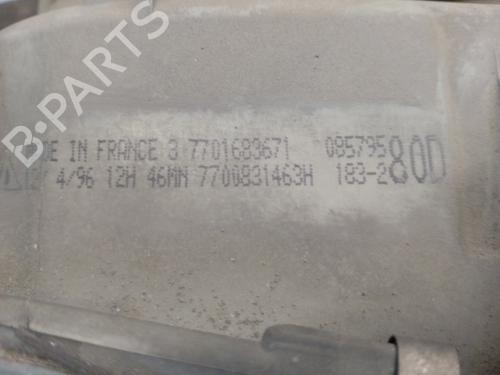 DE IN FRANCE 3 7701683671 085795
4/96 12H 46MN 7700831463H 183-2
80D
B-PARTS